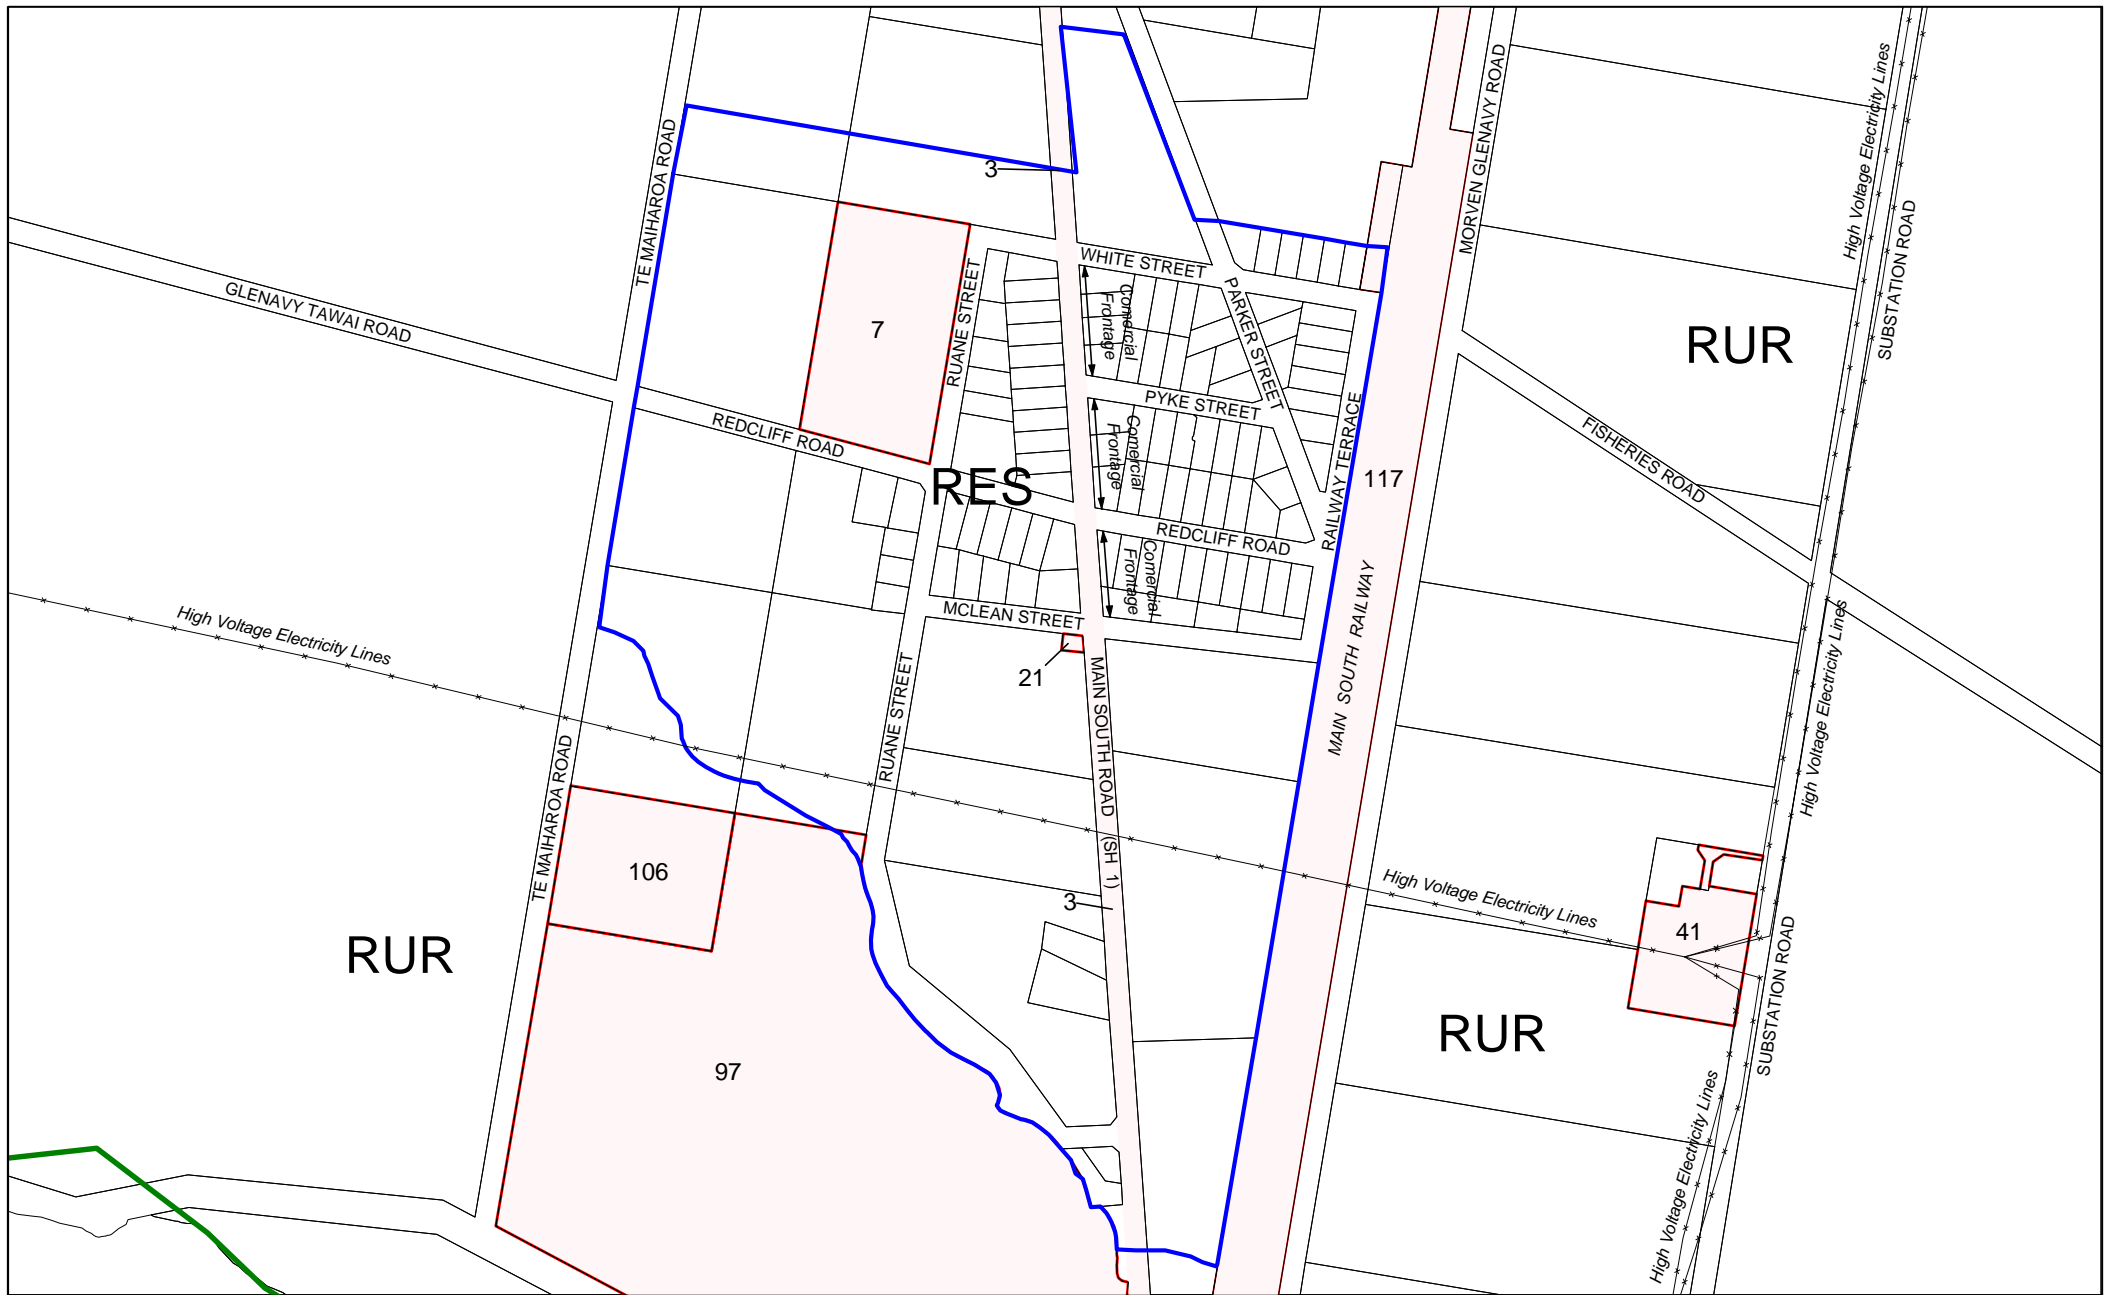 TE MAIHAROA ROAD
GLENAVY TAWAI ROAD
3
7
RUANE STREET
REDCLIFF ROAD
RES
WHITE STREET
PARKER STREET
Comercial
Frontage
PYKE STREET
Comercial
Frontage
REDCLIFF ROAD
Comercial
Frontage
RAILWAY TERRACE
117
MORVEN GLENAVY ROAD
High Voltage Electricity Lines
High Voltage Electricity Lines
SUBSTATION ROAD
RUR
FISHERIES ROAD
MAIN SOUTH RAILWAY
MCLEAN STREET
21
High Voltage Electricity Lines
RUANE STREET
MAIN SOUTH ROAD (SH 1)
High Voltage Electricity Lines
TE MAIHAROA ROAD
106
3
High Voltage Electricity Lines
41
RUR
RUR
97
SUBSTATION ROAD
High Voltage Electricity Lines